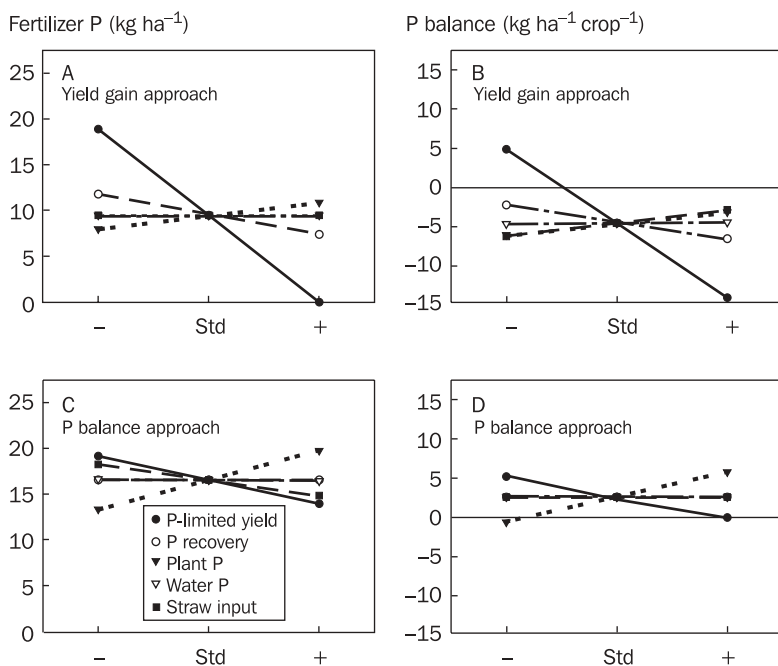 Fertilizer P (kg ha⁻¹)
25
20
15
10
5
0
A
Yield gain approach
– Std +
P balance (kg ha⁻¹ crop⁻¹)
15
10
5
0
–5
–10
–15
B
Yield gain approach
– Std +
25
20
15
10
5
0
C
P balance approach
P-limited yield
P recovery
Plant P
Water P
Straw input
– Std +
15
10
5
0
–5
–10
–15
D
P balance approach
– Std +